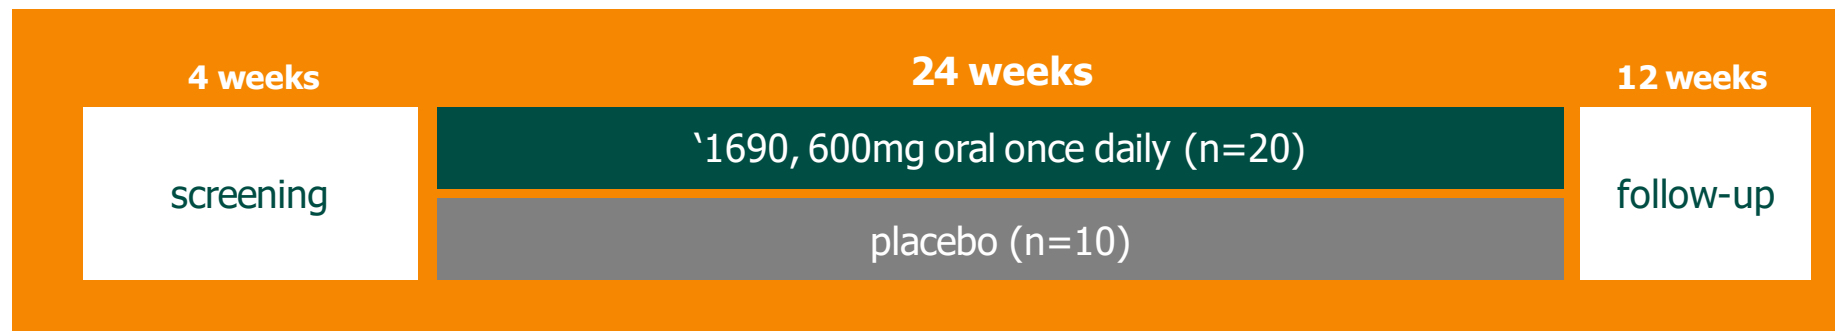 4 weeks
24 weeks
12 weeks
screening
‵1690, 600mg oral once daily (n=20)
placebo (n=10)
follow-up